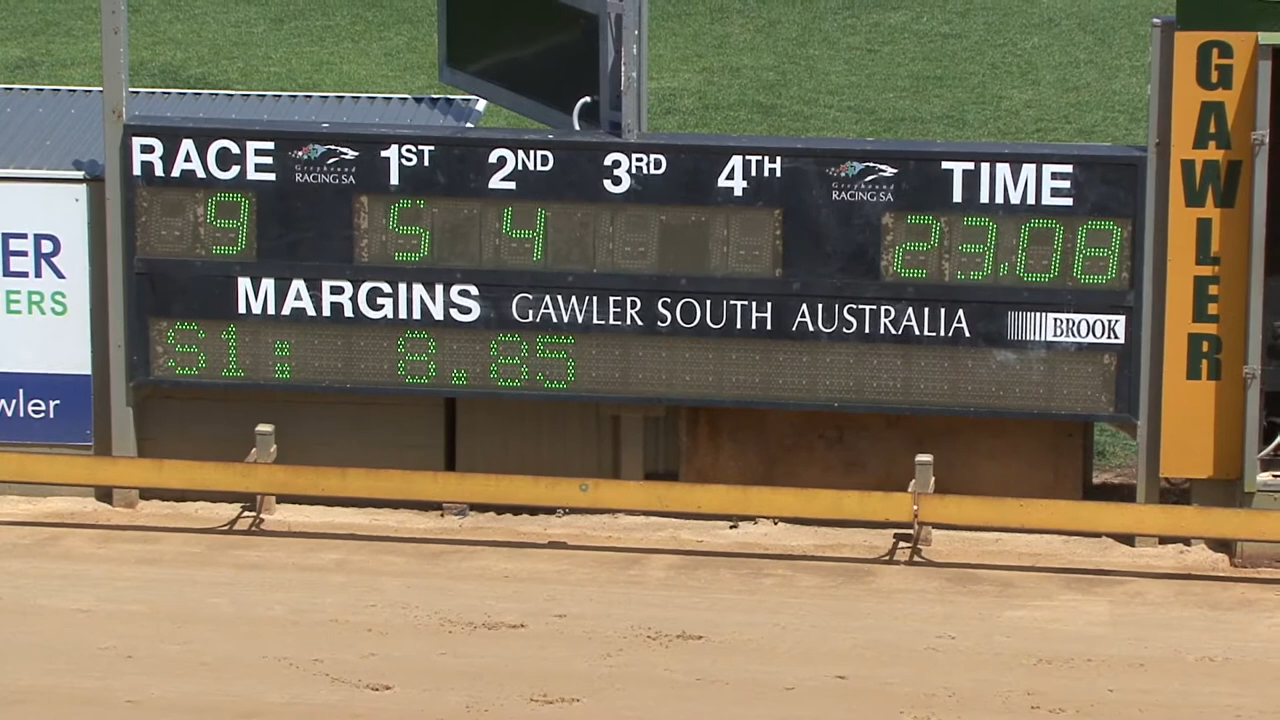 RACE Greyhound RACING SA 1ST 2ND 3RD 4TH Greyhound RACING SA TIME
9 5 4 23.08
MARGINS GAWLER SOUTH AUSTRALIA BROOK
S1: 8.85
GAWLER
ER
ERS
wler